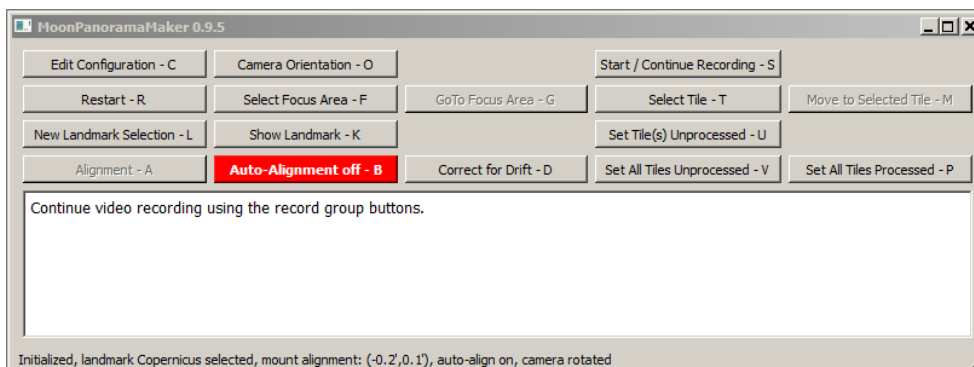 MoonPanoramaMaker 0.9.5
Edit Configuration - C Camera Orientation - O Start / Continue Recording - S
Restart - R Select Focus Area - F GoTo Focus Area - G Select Tile - T Move to Selected Tile - M
New Landmark Selection - L Show Landmark - K Set Tile(s) Unprocessed - U
Alignment - A Auto-Alignment off - B Correct for Drift - D Set All Tiles Unprocessed - V Set All Tiles Processed - P
Continue video recording using the record group buttons.
Initialized, landmark Copernicus selected, mount alignment: (-0.2',0.1'), auto-align on, camera rotated